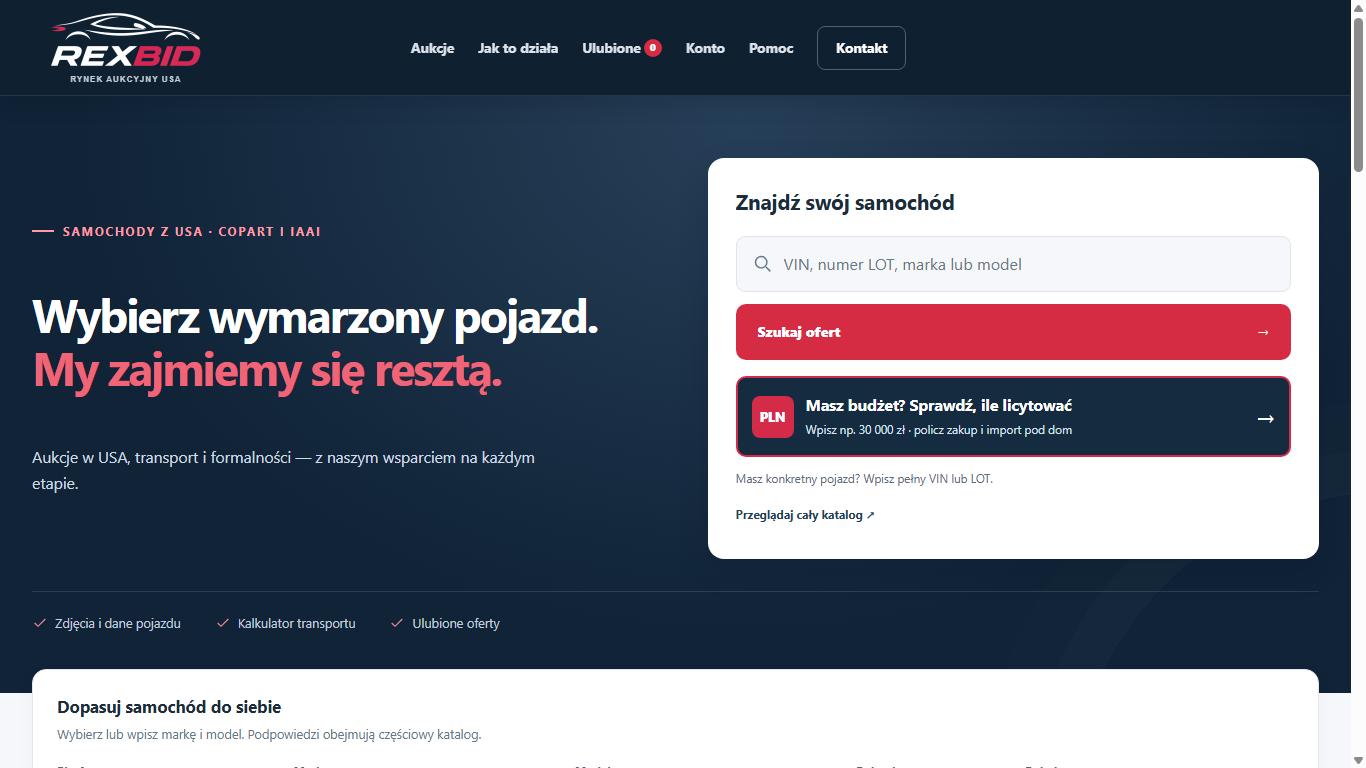 REXBID
RYNEK AUKCYJNY USA
Aukcje
Jak to działa
Ulubione 0
Konto
Pomoc
Kontakt
SAMOCHODY Z USA · COPART I IAAI
Wybierz wymarzony pojazd.
My zajmiemy się resztą.
Aukcje w USA, transport i formalności — z naszym wsparciem na każdym
etapie.
Znajdź swój samochód
VIN, numer LOT, marka lub model
Szukaj ofert →
PLN
Masz budżet? Sprawdź, ile licytować
Wpisz np. 30 000 zł · policz zakup i import pod dom
→
Masz konkretny pojazd? Wpisz pełny VIN lub LOT.
Przeglądaj cały katalog ↗
Zdjęcia i dane pojazdu
Kalkulator transportu
Ulubione oferty
Dopasuj samochód do siebie
Wybierz lub wpisz markę i model. Podpowiedzi obejmują częściowy katalog.